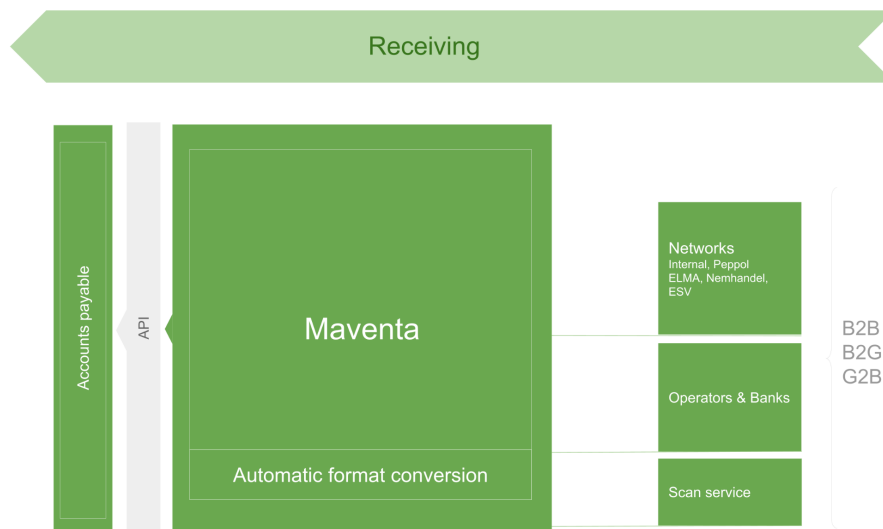 Receiving
Accounts payable
API
Maventa
Automatic format conversion
Networks
Internal, Peppol
ELMA, Nemhandel,
ESV
Operators & Banks
Scan service
B2B
B2G
G2B